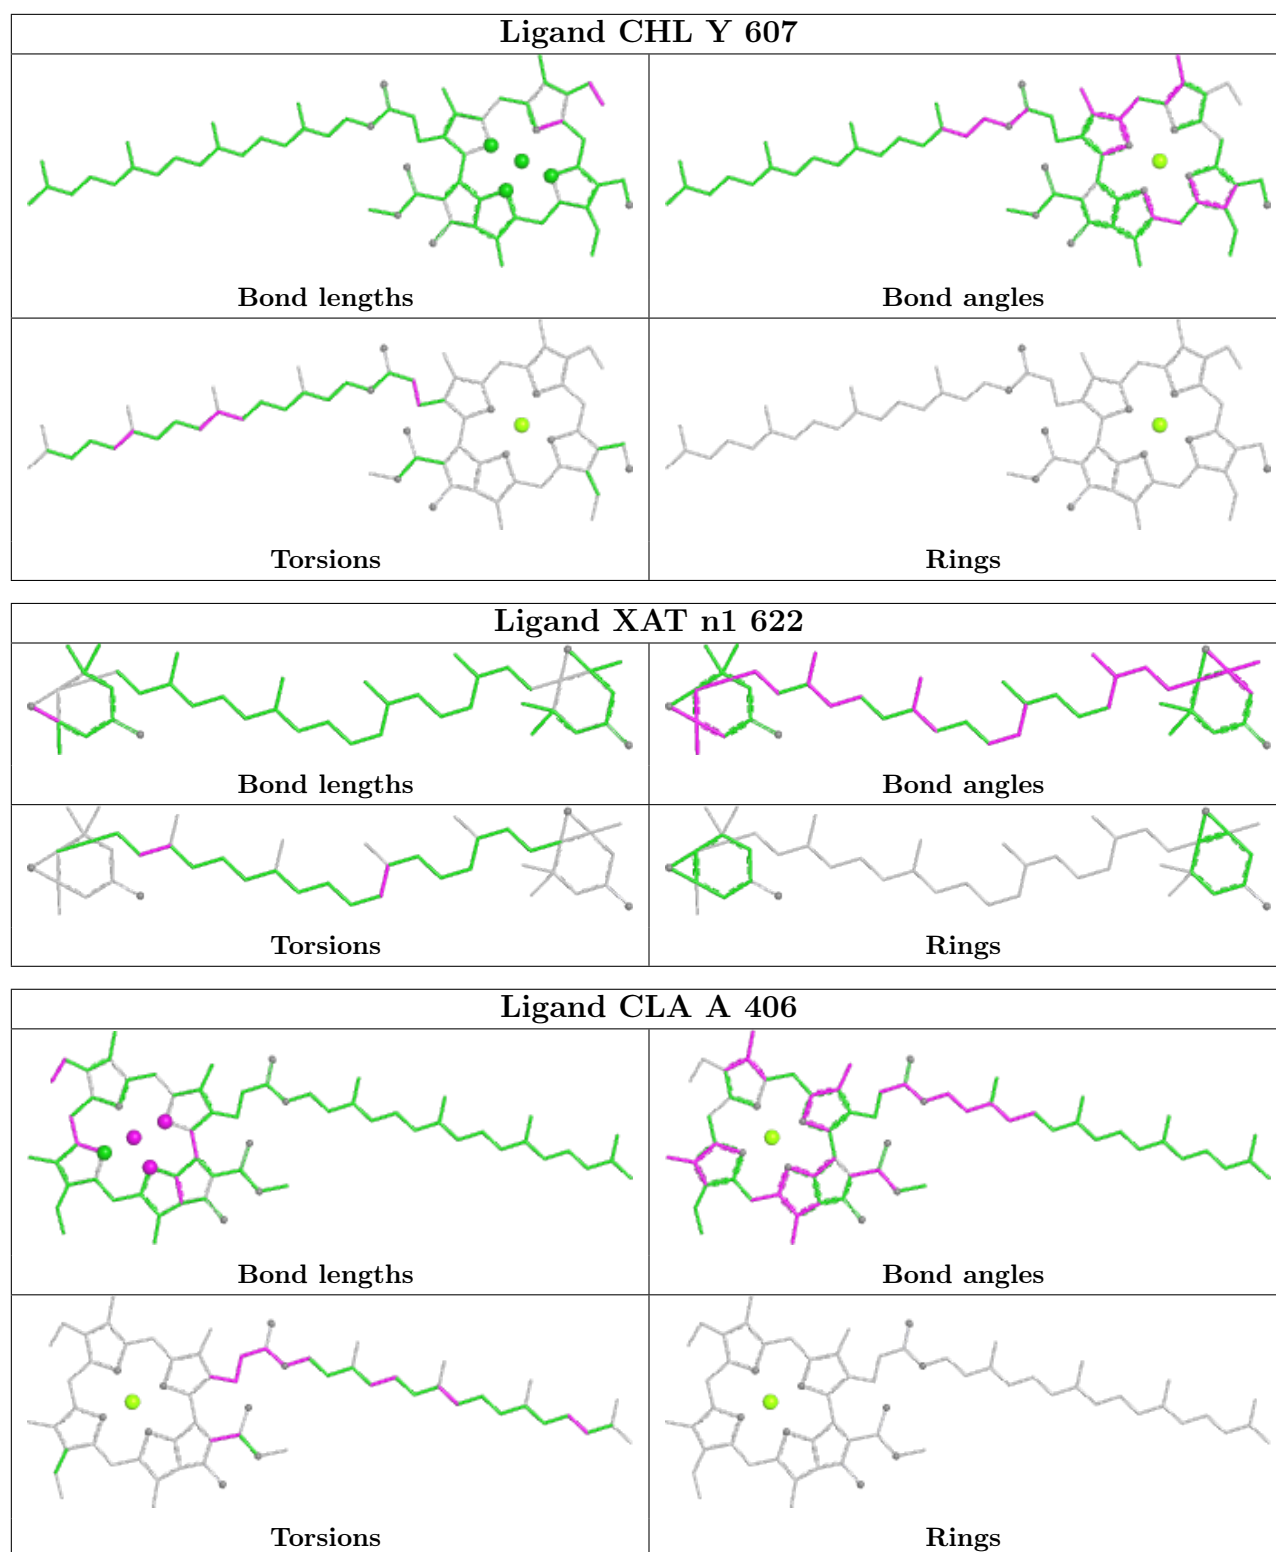 Ligand CHL Y 607
Bond lengths
Bond angles
Torsions
Rings
Ligand XAT n1 622
Bond lengths
Bond angles
Torsions
Rings
Ligand CLA A 406
Bond lengths
Bond angles
Torsions
Rings